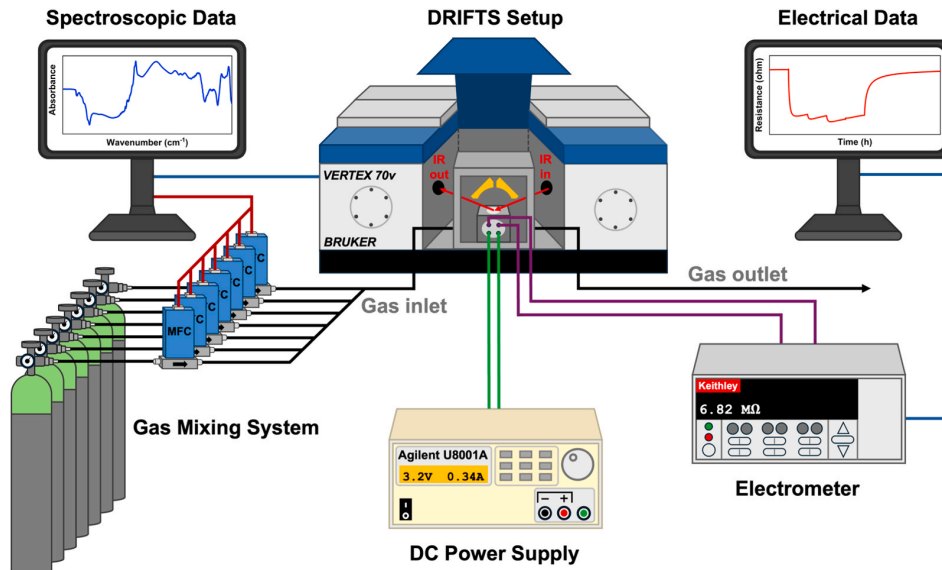 Spectroscopic Data
DRIFTS Setup
Electrical Data
Absorbance
Wavenumber (cm⁻¹)
Resistance (ohm)
Time (h)
IR
out
IR
in
VERTEX 70v
BRUKER
C
C
C
C
C
MFC
Gas inlet
Gas outlet
Gas Mixing System
Keithley
6.82 MΩ
Electrometer
Agilent U8001A
3.2V 0.34A
− +
I
O
DC Power Supply